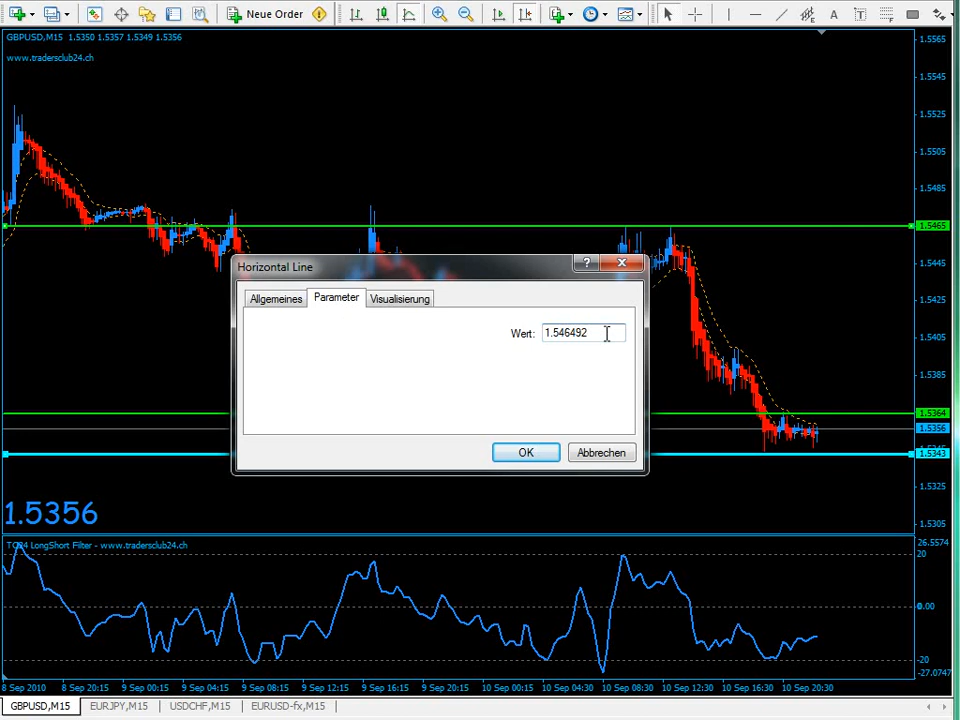 Neue Order
GBPUSD,M15 1.5350 1.5357 1.5349 1.5356
www.tradersclub24.ch
1.5565
1.5545
1.5525
1.5505
1.5485
1.5465
1.5445
1.5425
1.5405
1.5385
1.5364
1.5356
1.5343
1.5325
1.5305
Horizontal Line
Allgemeines
Parameter
Visualisierung
Wert: 1.546492
OK
Abbrechen
1.5356
TC24 LongShort Filter - www.tradersclub24.ch
26.5574
20
0.00
-20
-27.0747
8 Sep 2010 8 Sep 20:15 9 Sep 00:15 9 Sep 04:15 9 Sep 08:15 9 Sep 12:15 9 Sep 16:15 9 Sep 20:15 10 Sep 00:15 10 Sep 04:30 10 Sep 08:30 10 Sep 12:30 10 Sep 16:30 10 Sep 20:30
GBPUSD,M15 EURJPY,M15 USDCHF,M15 EURUSD-fx,M15